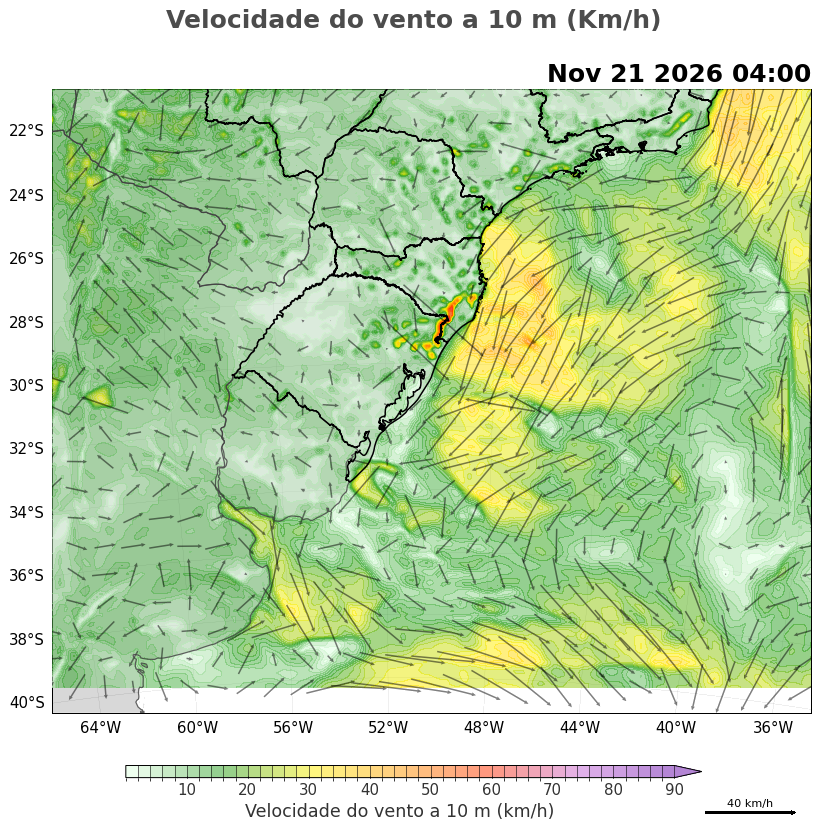 Velocidade do vento a 10 m (Km/h)
Nov 21 2026 04:00
22°S
24°S
26°S
28°S
30°S
32°S
34°S
36°S
38°S
40°S
64°W 60°W 56°W 52°W 48°W 44°W 40°W 36°W
10 20 30 40 50 60 70 80 90
Velocidade do vento a 10 m (km/h)
40 km/h